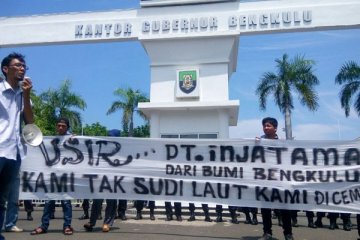 KANTOR GUBERNUR BENGKULU
USIR... PT. INJATAMA
DARI BUMI BENGKULU
KAMI TAK SUDI LAUT KAMI DI CEM